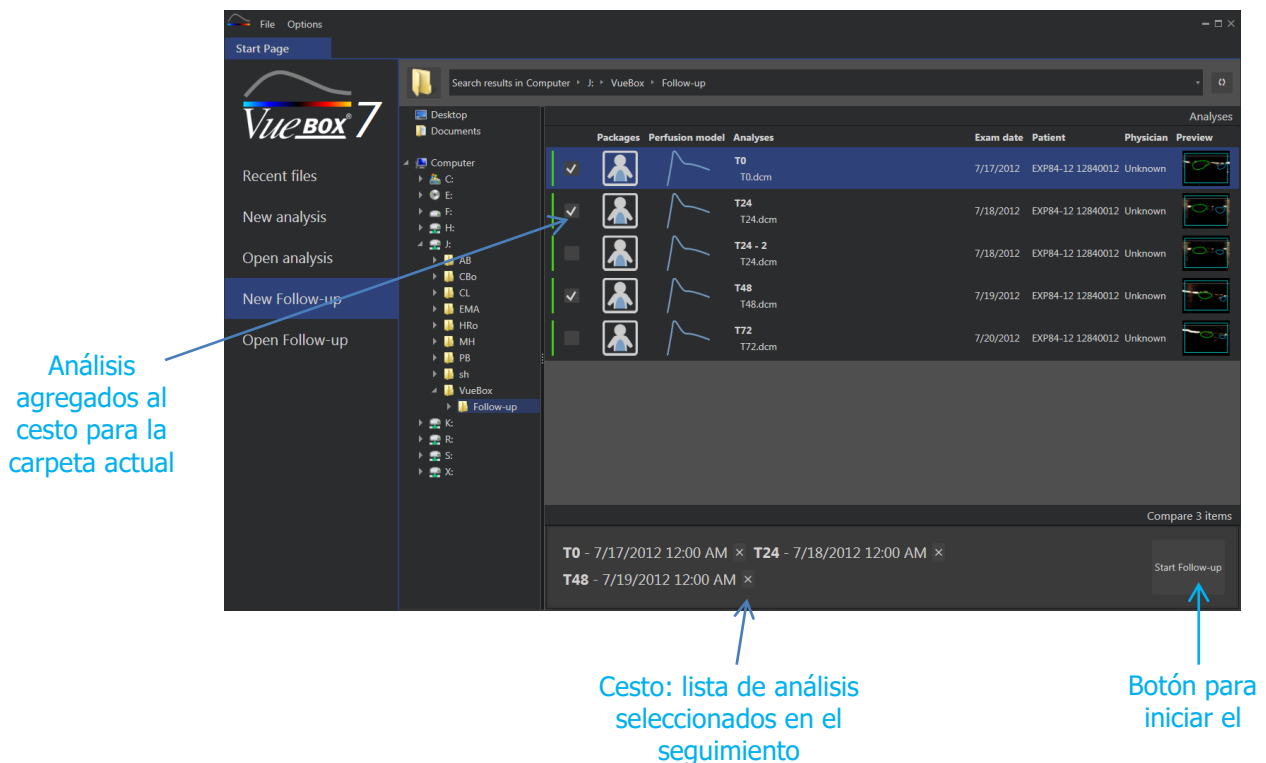 File Options
Start Page
Search results in Computer J: VueBox Follow-up
VUE BOX® 7
Recent files
New analysis
Open analysis
New Follow-up
Open Follow-up
Desktop
Documents
Computer
C:
E:
F:
H:
J:
AB
CBo
CL
EMA
HRo
MH
PB
sh
VueBox
Follow-up
K:
R:
S:
X:
Analyses
Packages Perfusion model Analyses Exam date Patient Physician Preview
T0
T0.dcm 7/17/2012 EXP84-12 12840012 Unknown
T24
T24.dcm 7/18/2012 EXP84-12 12840012 Unknown
T24 - 2
T24.dcm 7/18/2012 EXP84-12 12840012 Unknown
T48
T48.dcm 7/19/2012 EXP84-12 12840012 Unknown
T72
T72.dcm 7/20/2012 EXP84-12 12840012 Unknown
Compare 3 items
T0 - 7/17/2012 12:00 AM × T24 - 7/18/2012 12:00 AM ×
T48 - 7/19/2012 12:00 AM ×
Start Follow-up
Análisis
agregados al
cesto para la
carpeta actual
Cesto: lista de análisis
seleccionados en el
seguimiento
Botón para
iniciar el